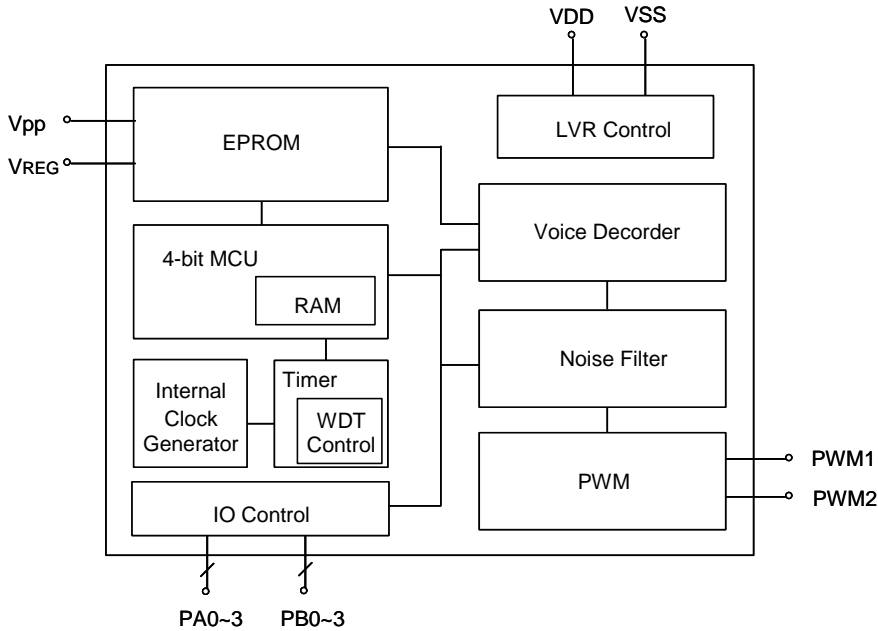 VDD
VSS
Vpp
VREG
EPROM
LVR Control
4-bit MCU
RAM
Voice Decorder
Internal
Clock
Generator
Timer
WDT
Control
Noise Filter
IO Control
PWM
PWM1
PWM2
PA0~3
PB0~3